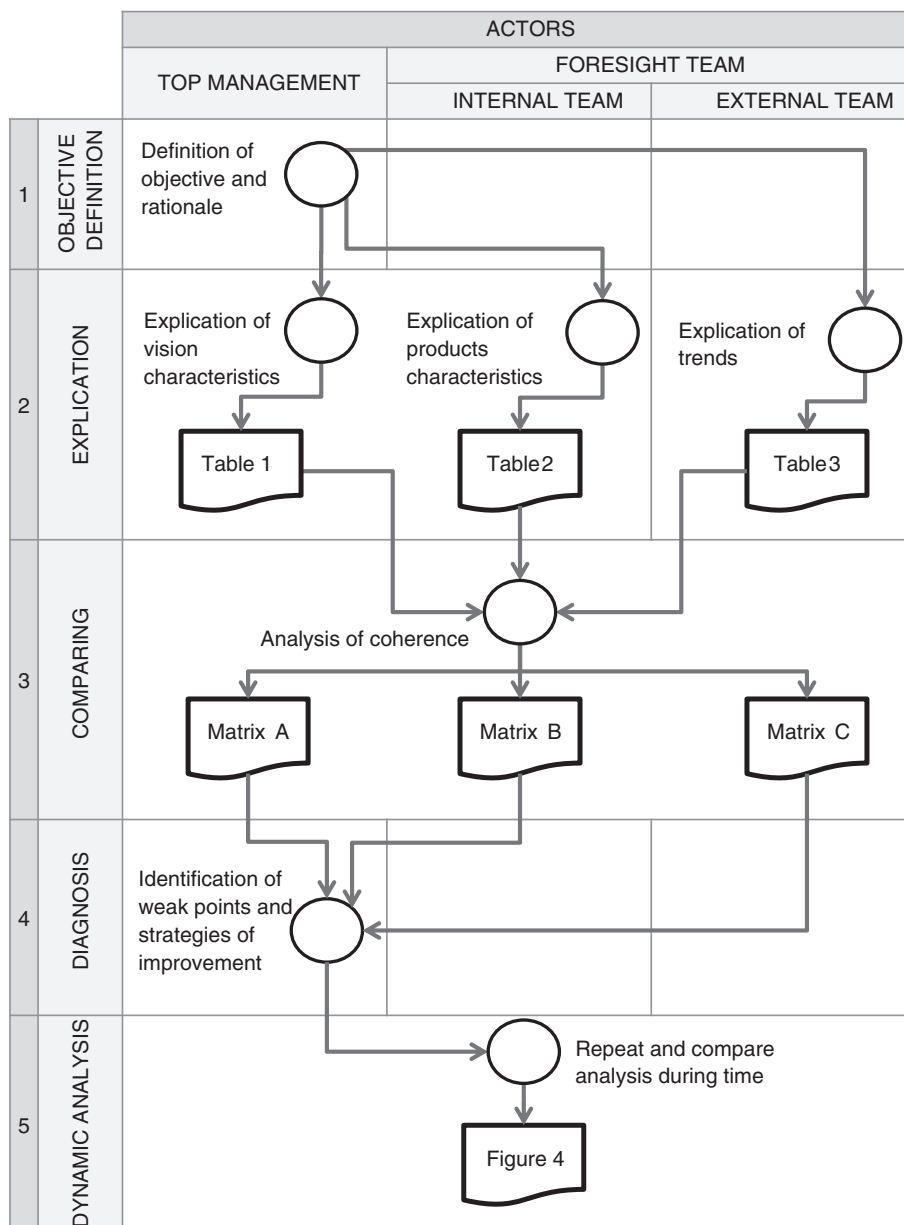 ACTORS
TOP MANAGEMENT
FORESIGHT TEAM
INTERNAL TEAM
EXTERNAL TEAM
1
OBJECTIVE
DEFINITION
Definition of
objective and
rationale
2
EXPLICATION
Explication of
vision
characteristics
Explication of
products
characteristics
Explication of
trends
Table 1
Table2
Table3
3
COMPARING
Analysis of coherence
Matrix A
Matrix B
Matrix C
4
DIAGNOSIS
Identification of
weak points and
strategies of
improvement
5
DYNAMIC ANALYSIS
Repeat and compare
analysis during time
Figure 4